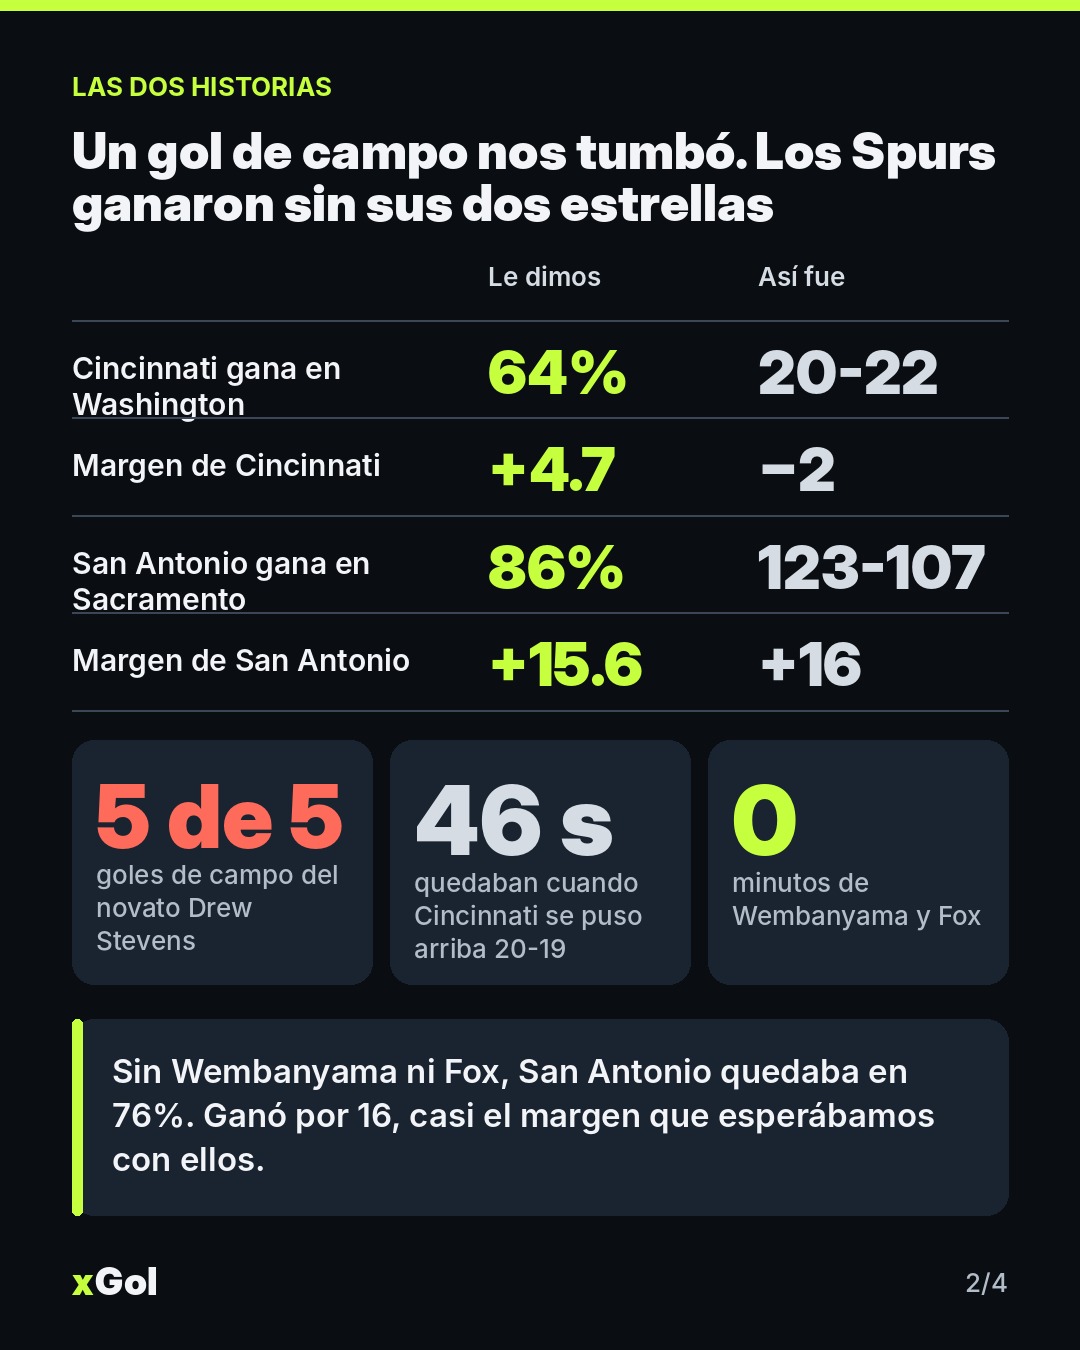 LAS DOS HISTORIAS
Un gol de campo nos tumbó. Los Spurs
ganaron sin sus dos estrellas
Le dimos Así fue
Cincinnati gana en
Washington
64% 20-22
Margen de Cincinnati +4.7 −2
San Antonio gana en
Sacramento
86% 123-107
Margen de San Antonio +15.6 +16
5 de 5
goles de campo del
novato Drew
Stevens
46 s
quedaban cuando
Cincinnati se puso
arriba 20-19
0
minutos de
Wembanyama y Fox
Sin Wembanyama ni Fox, San Antonio quedaba en
76%. Ganó por 16, casi el margen que esperábamos
con ellos.
xGol
2/4